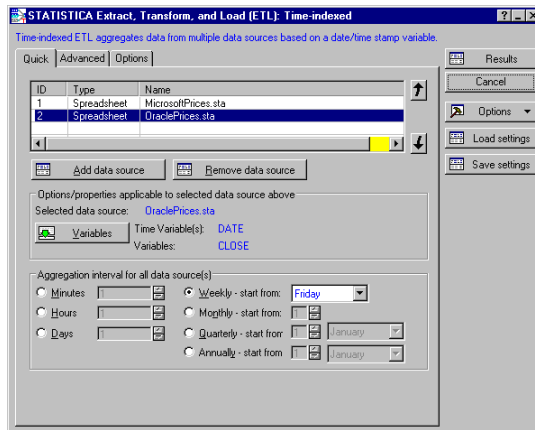 STATISTICA Extract, Transform, and Load (ETL): Time-indexed
Time-indexed ETL aggregates data from multiple data sources based on a date/time stamp variable.
Quick Advanced Options
ID Type Name
1 Spreadsheet MicrosoftPrices.sta
2 Spreadsheet OraclePrices.sta
Add data source Remove data source
Options/properties applicable to selected data source above
Selected data source: OraclePrices.sta
Variables Time Variable(s): DATE
Variables: CLOSE
Aggregation interval for all data source(s)
Minutes 1 Weekly - start from: Friday
Hours 1 Monthly - start from: 1
Days 1 Quarterly - start from 1 January
Annually - start from 1 January
Results
Cancel
Options
Load settings
Save settings